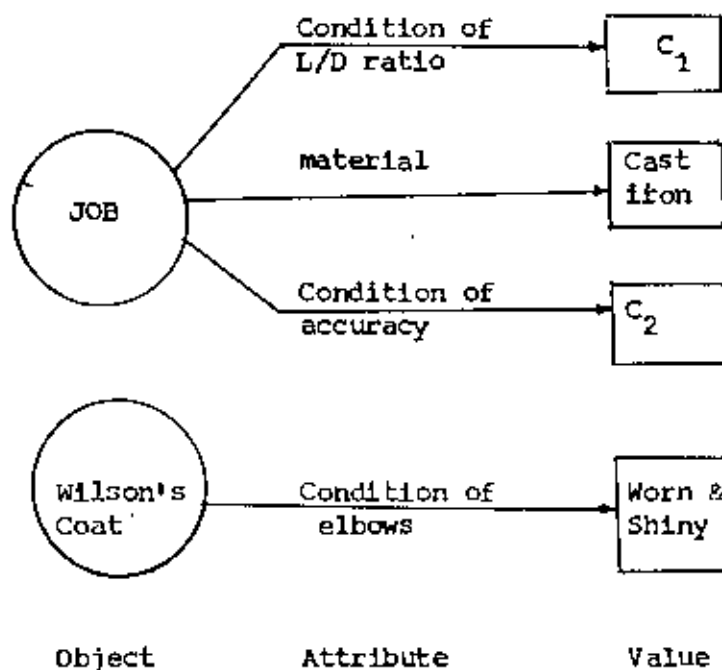 Condition of
L/D ratio
C1
JOB
material
Cast
iron
Condition of
accuracy
C2
Wilson's
Coat
Condition of
elbows
Worn &
Shiny
Object Attribute Value